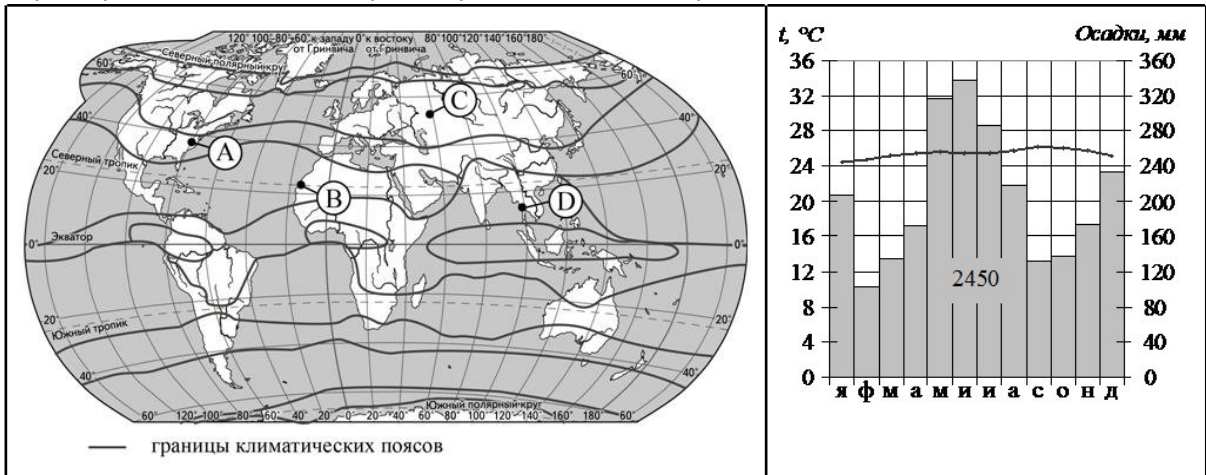 120° 100° 80° 60° к западу 0° к востоку 80° 100° 120° 140° 160° 180°
от Гринвича от Гринвича
Северный полярный круг
60°
60°
40°
40°
Северный тропик
20°
20°
Экватор
0°
0°
20°
20°
Южный тропик
40°
40°
Южный полярный круг
60° 120° 100° 80° 60° 40° 20° 0° 20° 40° 60° 80° 100° 120° 140° 160° 180° 60°
A
B
C
D
границы климатических поясов
t, °C
Осадки, мм
36 360
32 320
28 280
24 240
20 200
16 160
12 120
8 80
4 40
0 0
2450
я ф м а м и и а с о н д